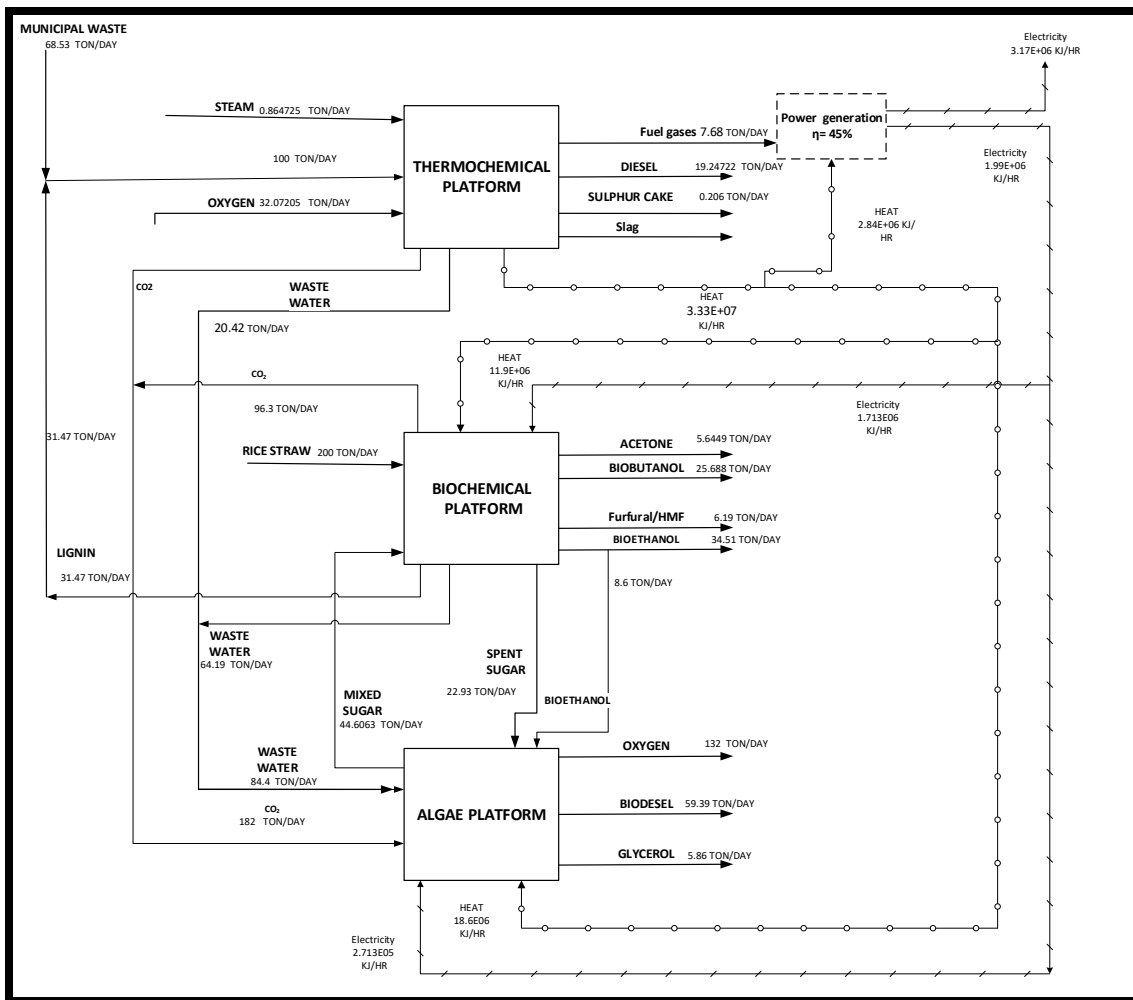 MUNICIPAL WASTE
68.53 TON/DAY
Electricity
3.17E+06 KJ/HR
STEAM 0.864725 TON/DAY
Power generation
η= 45%
Fuel gases 7.68 TON/DAY
100 TON/DAY
THERMOCHEMICAL
PLATFORM
DIESEL 19.24722 TON/DAY
Electricity
1.99E+06
KJ/HR
OXYGEN 32.07205 TON/DAY
SULPHUR CAKE 0.206 TON/DAY
Slag
HEAT
2.84E+06 KJ/
HR
CO2
WASTE
WATER
20.42 TON/DAY
HEAT
3.33E+07
KJ/HR
HEAT
11.9E+06
KJ/HR
CO₂
96.3 TON/DAY
Electricity
1.713E06
KJ/HR
31.47 TON/DAY
RICE STRAW 200 TON/DAY
BIOCHEMICAL
PLATFORM
ACETONE 5.6449 TON/DAY
BIOBUTANOL 25.688 TON/DAY
Furfural/HMF 6.19 TON/DAY
BIOETHANOL 34.51 TON/DAY
LIGNIN
31.47 TON/DAY
8.6 TON/DAY
WASTE
WATER
64.19 TON/DAY
SPENT
SUGAR
22.93 TON/DAY
MIXED
SUGAR
44.6063 TON/DAY
BIOETHANOL
WASTE
WATER
84.4 TON/DAY
CO₂
182 TON/DAY
ALGAE PLATFORM
OXYGEN 132 TON/DAY
BIODESEL 59.39 TON/DAY
GLYCEROL 5.86 TON/DAY
HEAT
18.6E06
KJ/HR
Electricity
2.713E05
KJ/HR